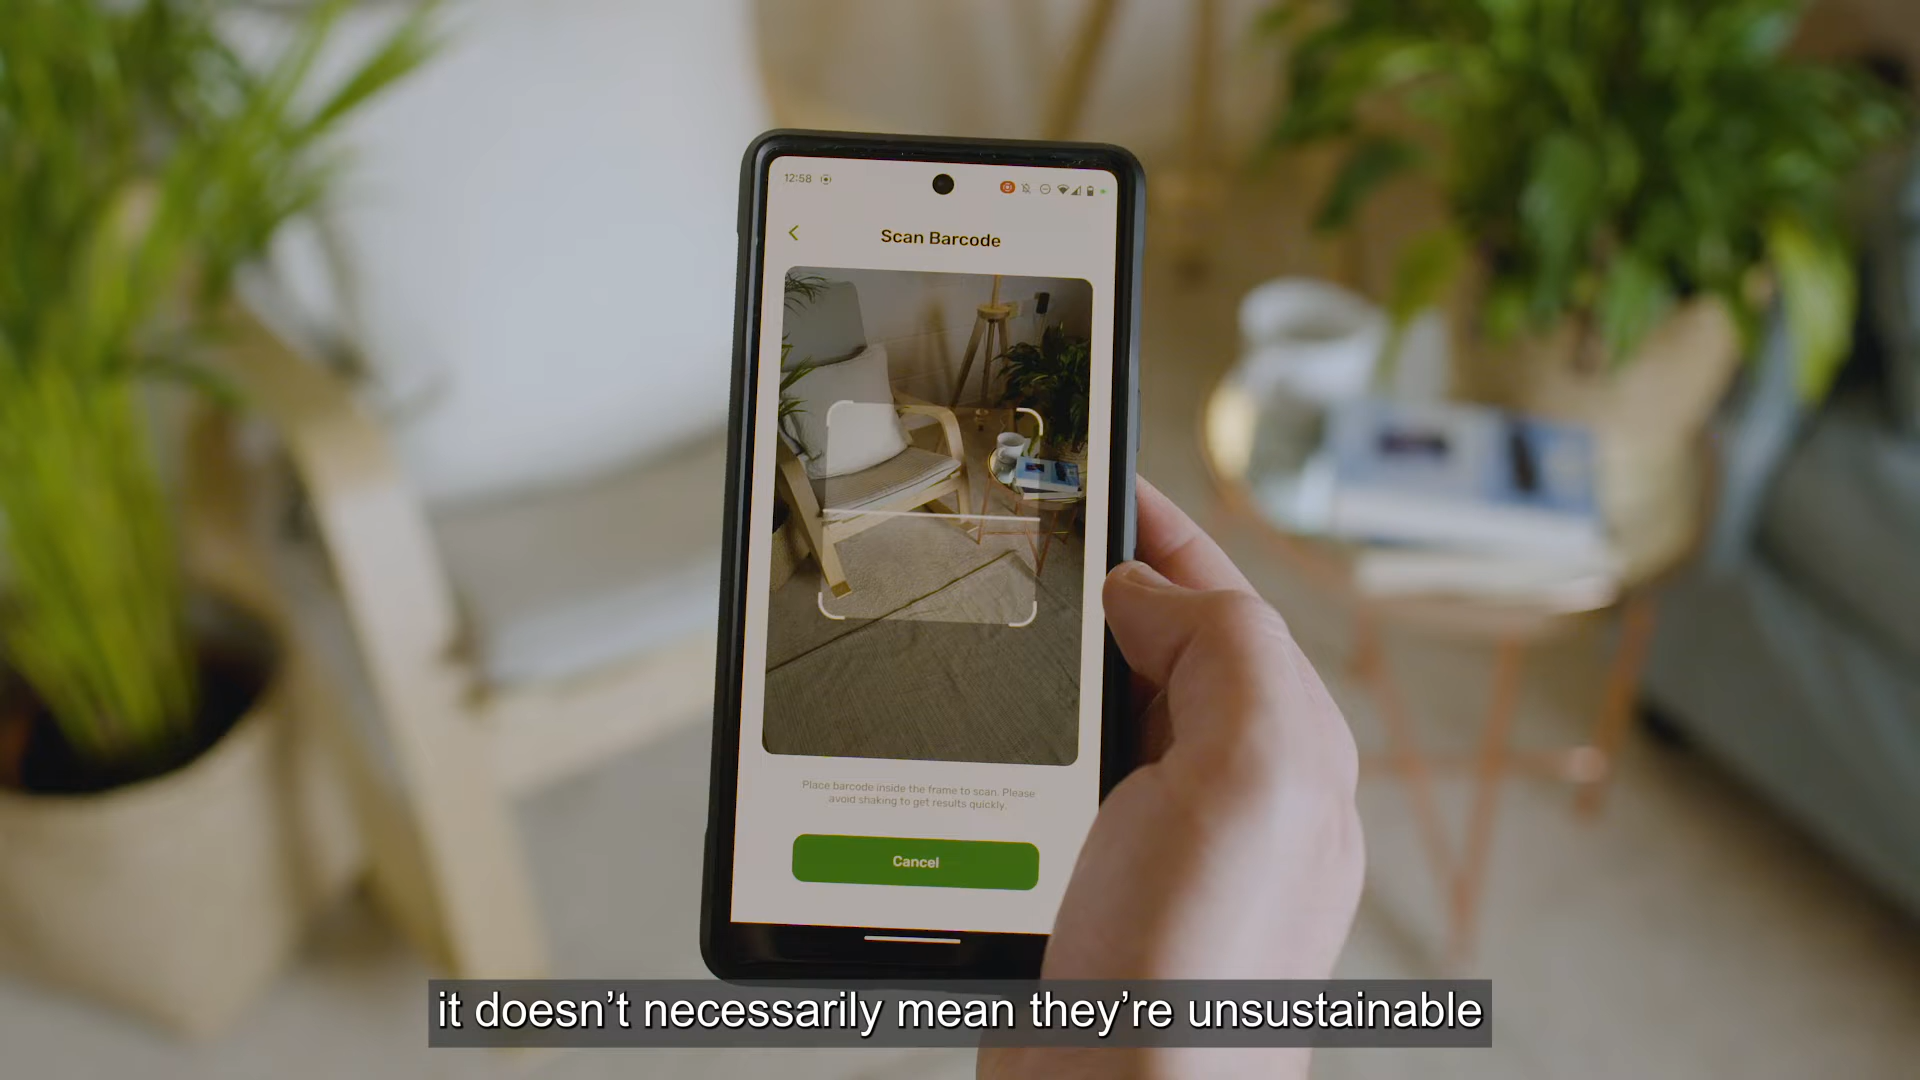 12:58
Scan Barcode
Place barcode inside the frame to scan. Please
avoid shaking to get results quickly.
Cancel
it doesn't necessarily mean they're unsustainable